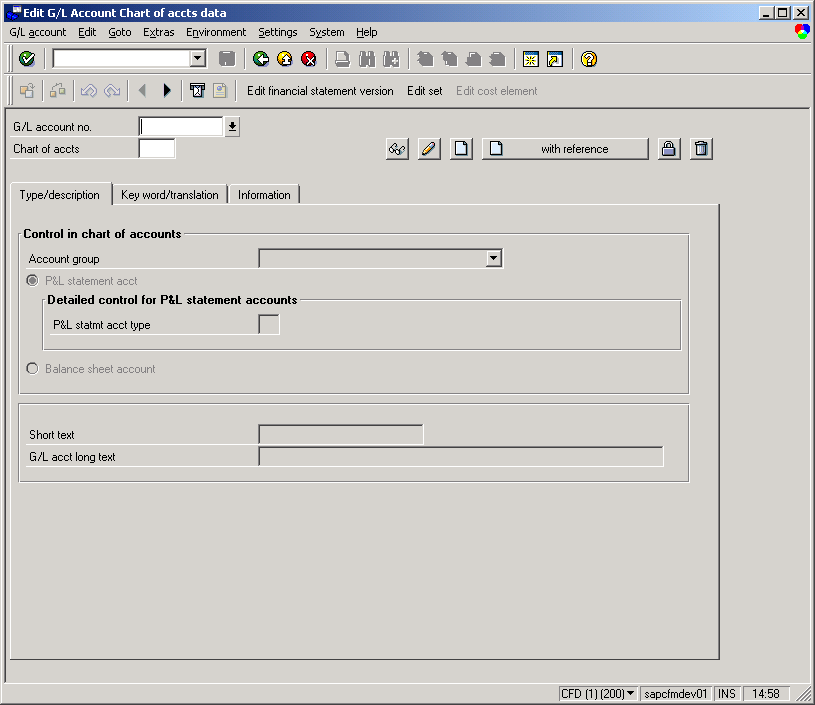 Edit G/L Account Chart of accts data
G/L account Edit Goto Extras Environment Settings System Help
Edit financial statement version Edit set Edit cost element
G/L account no.
Chart of accts
with reference
Type/description Key word/translation Information
Control in chart of accounts
Account group
P&L statement acct
Detailed control for P&L statement accounts
P&L statmt acct type
Balance sheet account
Short text
G/L acct long text
CFD (1) (200) sapcfmdev01 INS 14:58